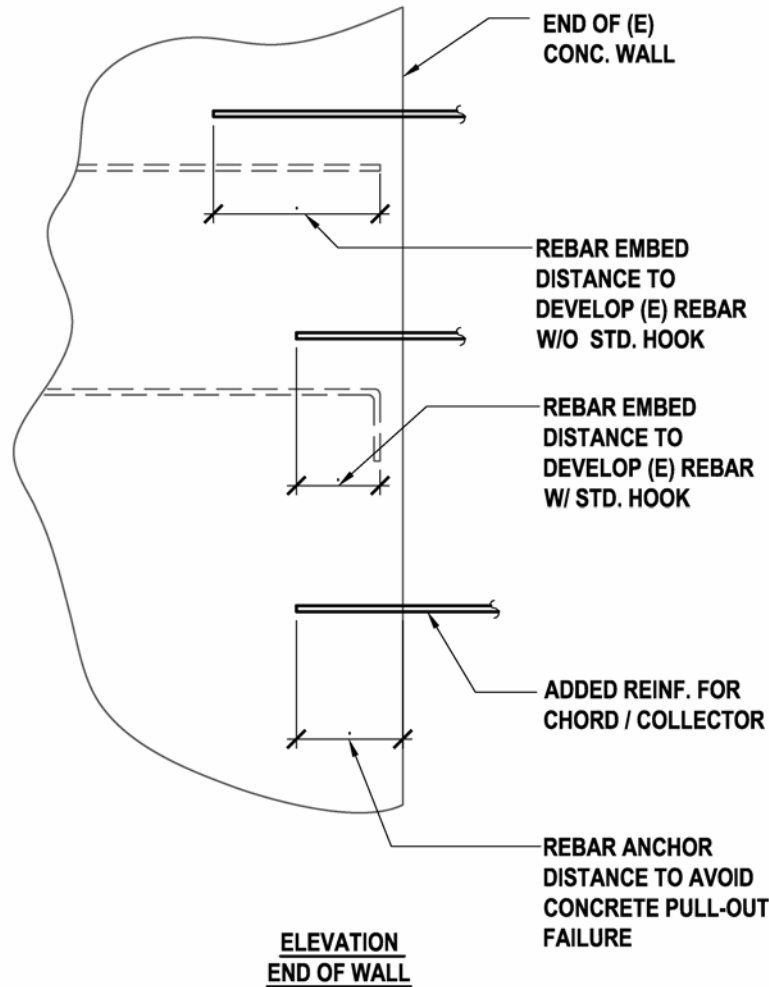 END OF (E)
CONC. WALL
REBAR EMBED
DISTANCE TO
DEVELOP (E) REBAR
W/O STD. HOOK
REBAR EMBED
DISTANCE TO
DEVELOP (E) REBAR
W/ STD. HOOK
ADDED REINF. FOR
CHORD / COLLECTOR
REBAR ANCHOR
DISTANCE TO AVOID
CONCRETE PULL-OUT
FAILURE
ELEVATION
END OF WALL